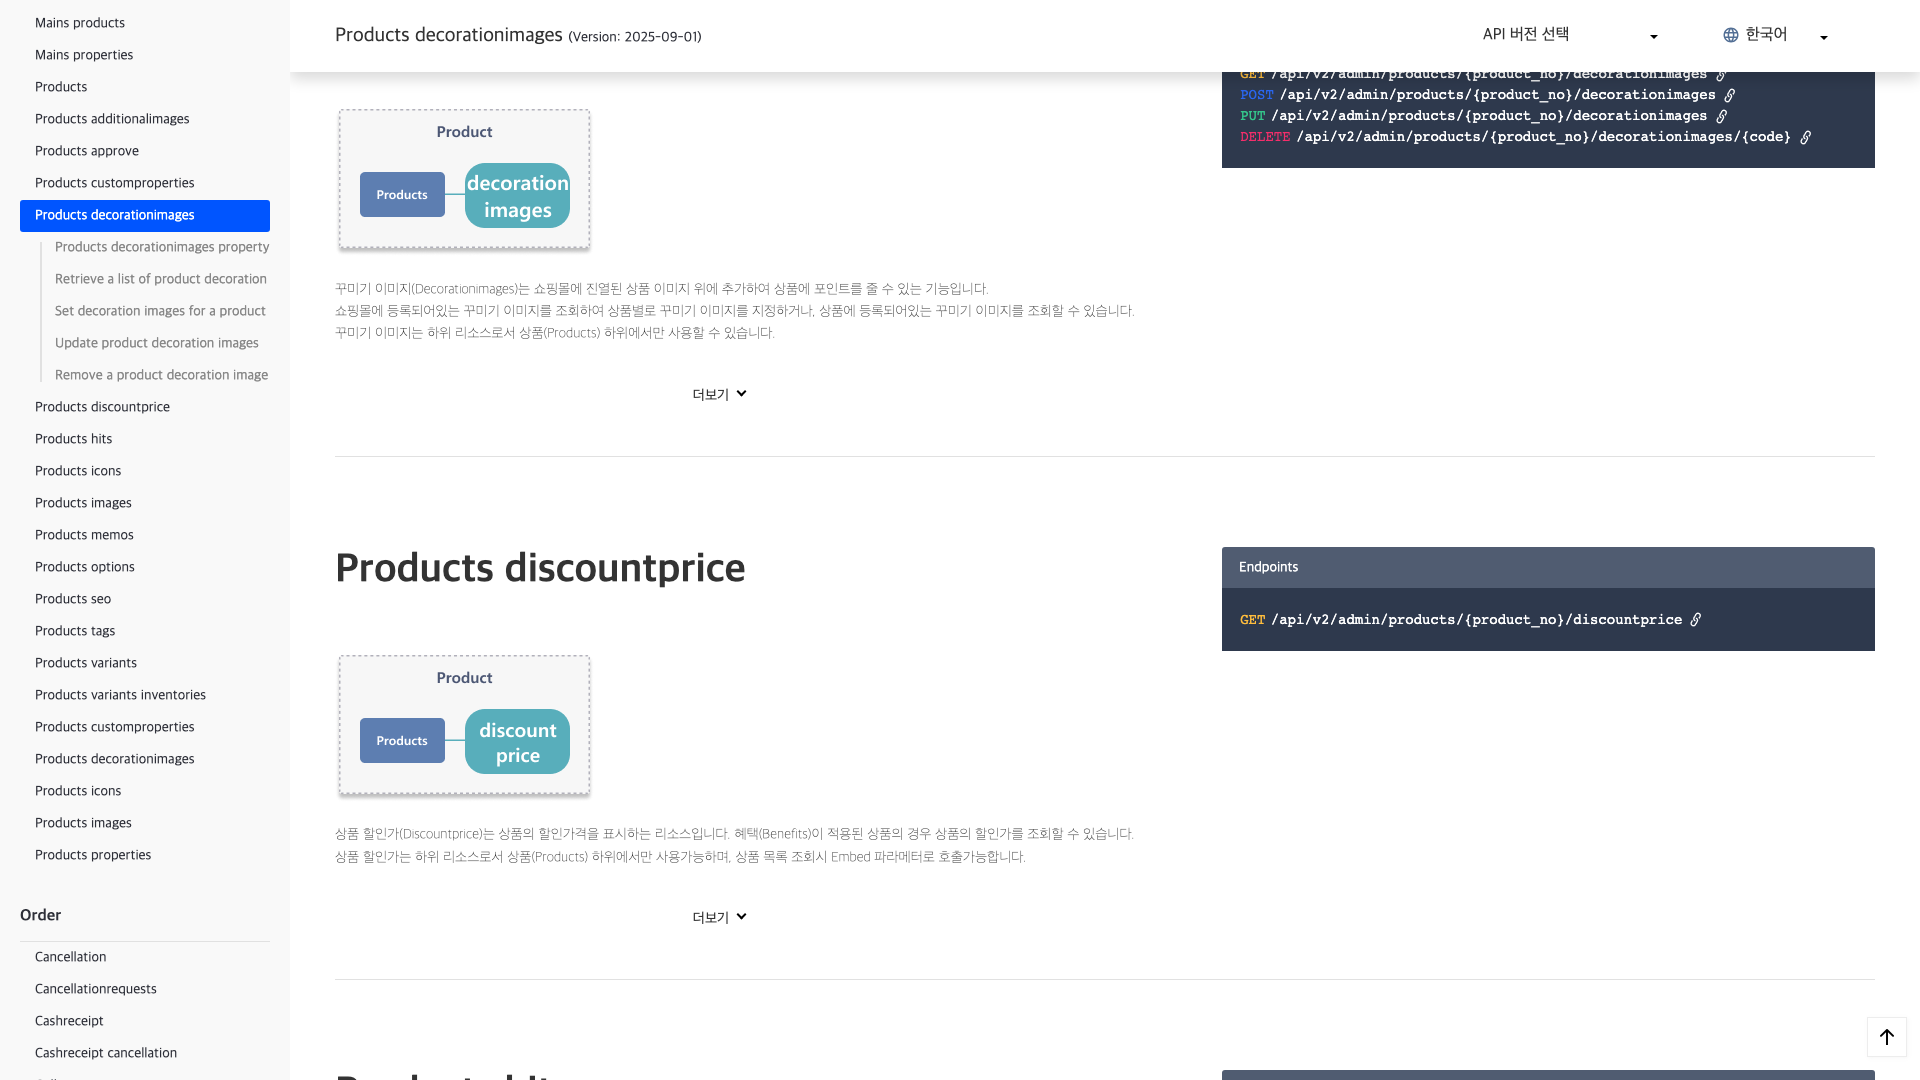 Mains products
Mains properties
Products
Products additionalimages
Products approve
Products customproperties
Products decorationimages
Products decorationimages property
Retrieve a list of product decoration
Set decoration images for a product
Update product decoration images
Remove a product decoration image
Products discountprice
Products hits
Products icons
Products images
Products memos
Products options
Products seo
Products tags
Products variants
Products variants inventories
Products customproperties
Products decorationimages
Products icons
Products images
Products properties
Order
Cancellation
Cancellationrequests
Cashreceipt
Cashreceipt cancellation
Products decorationimages (Version: 2025-09-01)
API 버전 선택
한국어
GET /api/v2/admin/products/{product_no}/decorationimages
POST /api/v2/admin/products/{product_no}/decorationimages
PUT /api/v2/admin/products/{product_no}/decorationimages
DELETE /api/v2/admin/products/{product_no}/decorationimages/{code}
Product
Products
decoration
images
꾸미기 이미지(Decorationimages)는 쇼핑몰에 진열된 상품 이미지 위에 추가하여 상품에 포인트를 줄 수 있는 기능입니다.
쇼핑몰에 등록되어있는 꾸미기 이미지를 조회하여 상품별로 꾸미기 이미지를 지정하거나, 상품에 등록되어있는 꾸미기 이미지를 조회할 수 있습니다.
꾸미기 이미지는 하위 리소스로서 상품(Products) 하위에서만 사용할 수 있습니다.
더보기
Products discountprice
Endpoints
GET /api/v2/admin/products/{product_no}/discountprice
Product
Products
discount
price
상품 할인가(Discountprice)는 상품의 할인가격을 표시하는 리소스입니다. 혜택(Benefits)이 적용된 상품의 경우 상품의 할인가를 조회할 수 있습니다.
상품 할인가는 하위 리소스로서 상품(Products) 하위에서만 사용가능하며, 상품 목록 조회시 Embed 파라메터로 호출가능합니다.
더보기